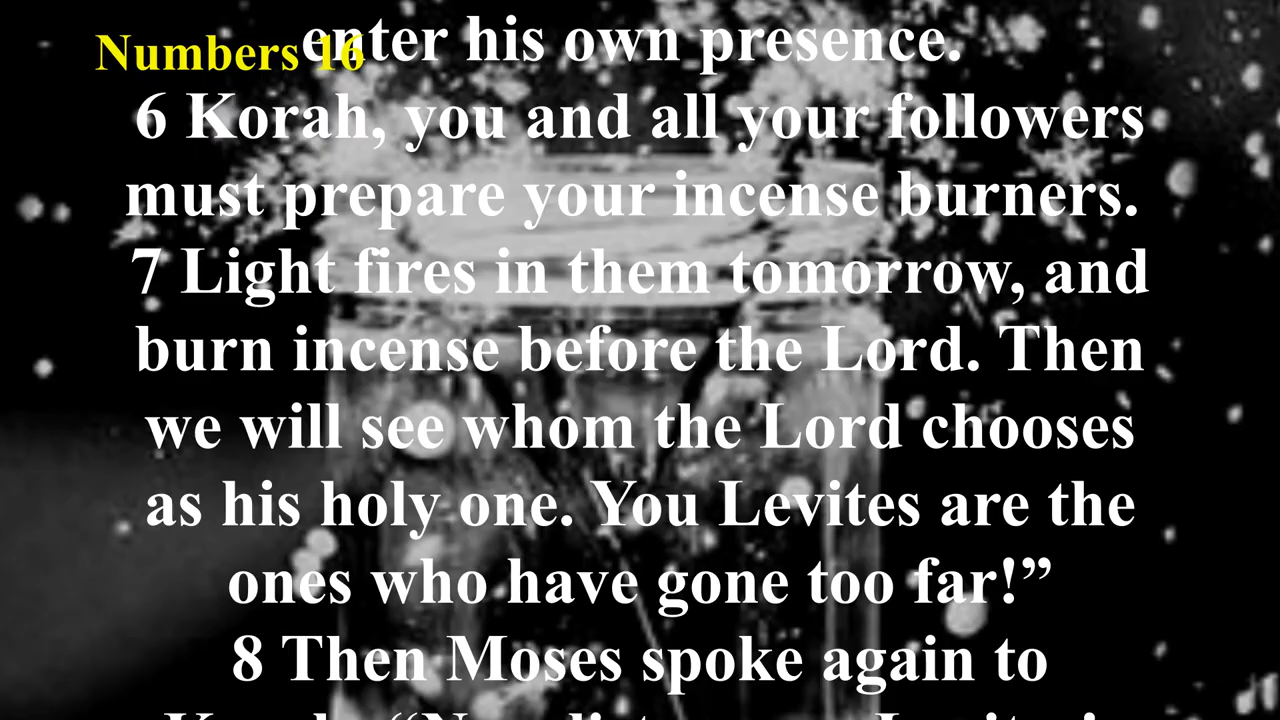 Numbers 16
enter his own presence.
6 Korah, you and all your followers
must prepare your incense burners.
7 Light fires in them tomorrow, and
burn incense before the Lord. Then
we will see whom the Lord chooses
as his holy one. You Levites are the
ones who have gone too far!”
8 Then Moses spoke again to